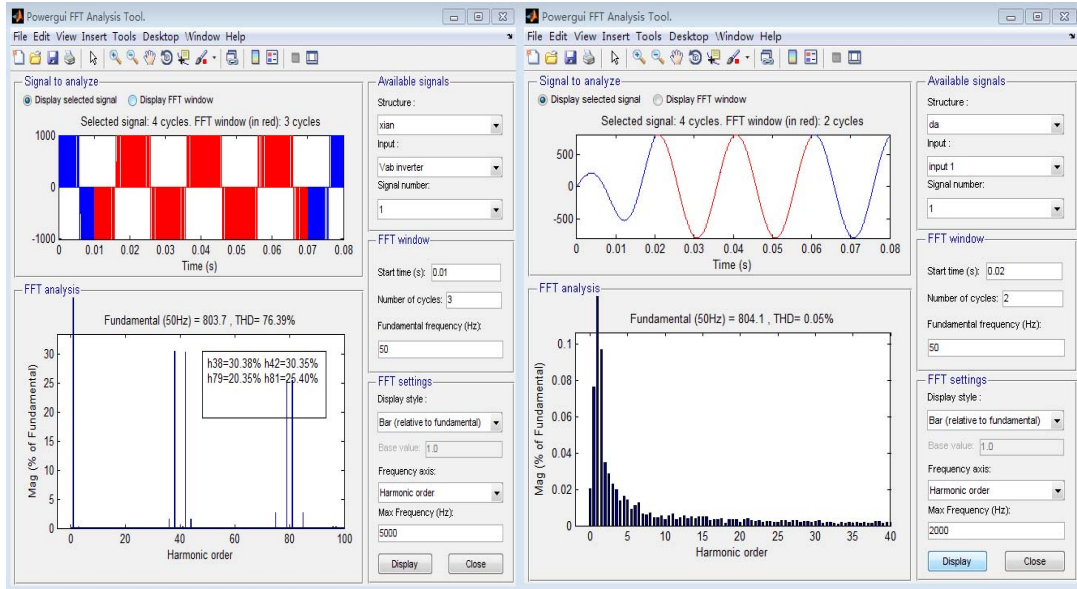 Powergui FFT Analysis Tool.
File Edit View Insert Tools Desktop Window Help
Signal to analyze
Display selected signal Display FFT window
Selected signal: 4 cycles. FFT window (in red): 3 cycles
1000
0
-1000
0 0.01 0.02 0.03 0.04 0.05 0.06 0.07 0.08
Time (s)
FFT analysis
Fundamental (50Hz) = 803.7 , THD= 76.39%
h38=30.38% h42=30.35%
h79=20.35% h81=25.40%
30
25
20
15
10
5
0
Mag (% of Fundamental)
0 20 40 60 80 100
Harmonic order
Available signals
Structure :
xian
Input :
Vab inverter
Signal number:
1
FFT window
Start time (s): 0.01
Number of cycles: 3
Fundamental frequency (Hz):
50
FFT settings
Display style :
Bar (relative to fundamental)
Base value: 1.0
Frequency axis:
Harmonic order
Max Frequency (Hz):
5000
Display Close
Powergui FFT Analysis Tool.
File Edit View Insert Tools Desktop Window Help
Signal to analyze
Display selected signal Display FFT window
Selected signal: 4 cycles. FFT window (in red): 2 cycles
500
0
-500
0 0.01 0.02 0.03 0.04 0.05 0.06 0.07 0.08
Time (s)
FFT analysis
Fundamental (50Hz) = 804.1 , THD= 0.05%
0.1
0.08
0.06
0.04
0.02
0
Mag (% of Fundamental)
0 5 10 15 20 25 30 35 40
Harmonic order
Available signals
Structure :
da
Input :
input 1
Signal number:
1
FFT window
Start time (s): 0.02
Number of cycles: 2
Fundamental frequency (Hz):
50
FFT settings
Display style :
Bar (relative to fundamental)
Base value: 1.0
Frequency axis:
Harmonic order
Max Frequency (Hz):
2000
Display Close